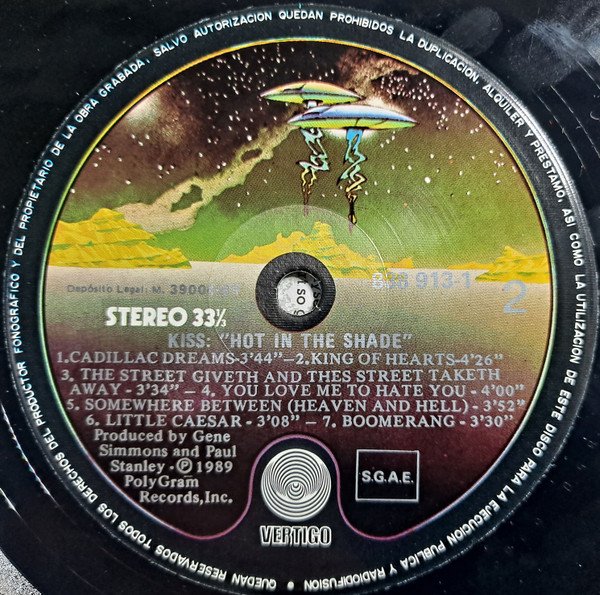 QUEDAN RESERVADOS TODOS LOS DERECHOS DEL PRODUCTOR FONOGRAFICO Y DEL PROPIETARIO DE LA OBRA GRABADA, SALVO AUTORIZACION QUEDAN PROHIBIDOS LA DUPLICACION, ALQUILER Y PRESTAMO, ASI COMO LA UTILIZACION DE ESTE DISCO PARA LA EJECUCION PUBLICA Y RADIODIFUSION •
913-1
Depósito Legal: M. 3900
2
STEREO 33⅓
KISS: "HOT IN THE SHADE"
1.CADILLAC DREAMS-3'44"-2.KING OF HEARTS-4'26"
3. THE STREET GIVETH AND THES STREET TAKETH
AWAY - 3'34" - 4. YOU LOVE ME TO HATE YOU - 4'00"
5. SOMEWHERE BETWEEN (HEAVEN AND HELL) - 3'52"
6. LITTLE CAESAR - 3'08" - 7. BOOMERANG - 3'30"
Produced by Gene
Simmons and Paul
Stanley - ℗ 1989
PolyGram
Records,Inc.
S.G.A.E.
VERTIGO